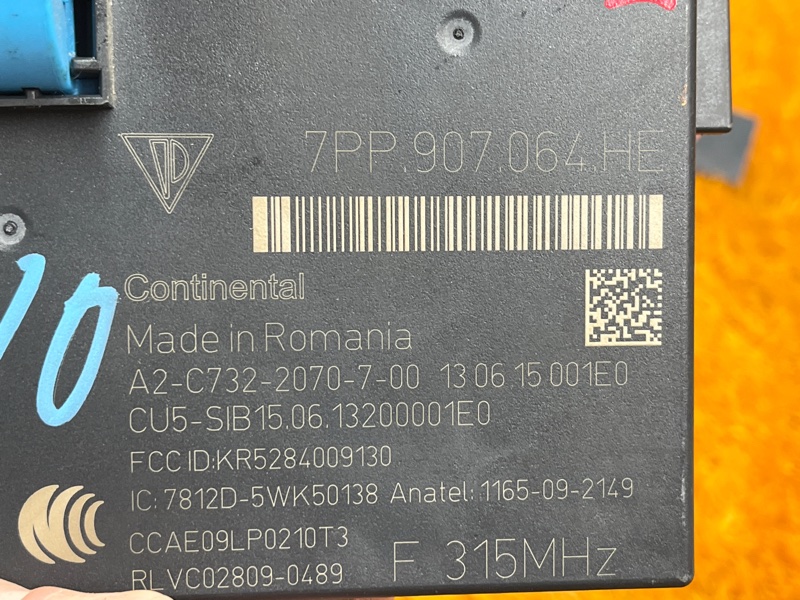 7PP.907.064.HE
Continental
Made in Romania
A2-C732-2070-7-00 13.06.15 001E0
CU5-SIB15.06.13200001E0
FCC ID:KR5284009130
IC: 7812D-5WK50138 Anatel: 1165-09-2149
CCAE09LP0210T3
RLVC02809-0489 F 315MHz